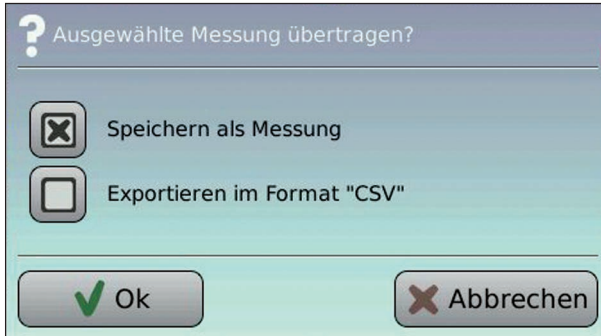 Ausgewählte Messung übertragen?
Speichern als Messung
Exportieren im Format "CSV"
Ok
Abbrechen